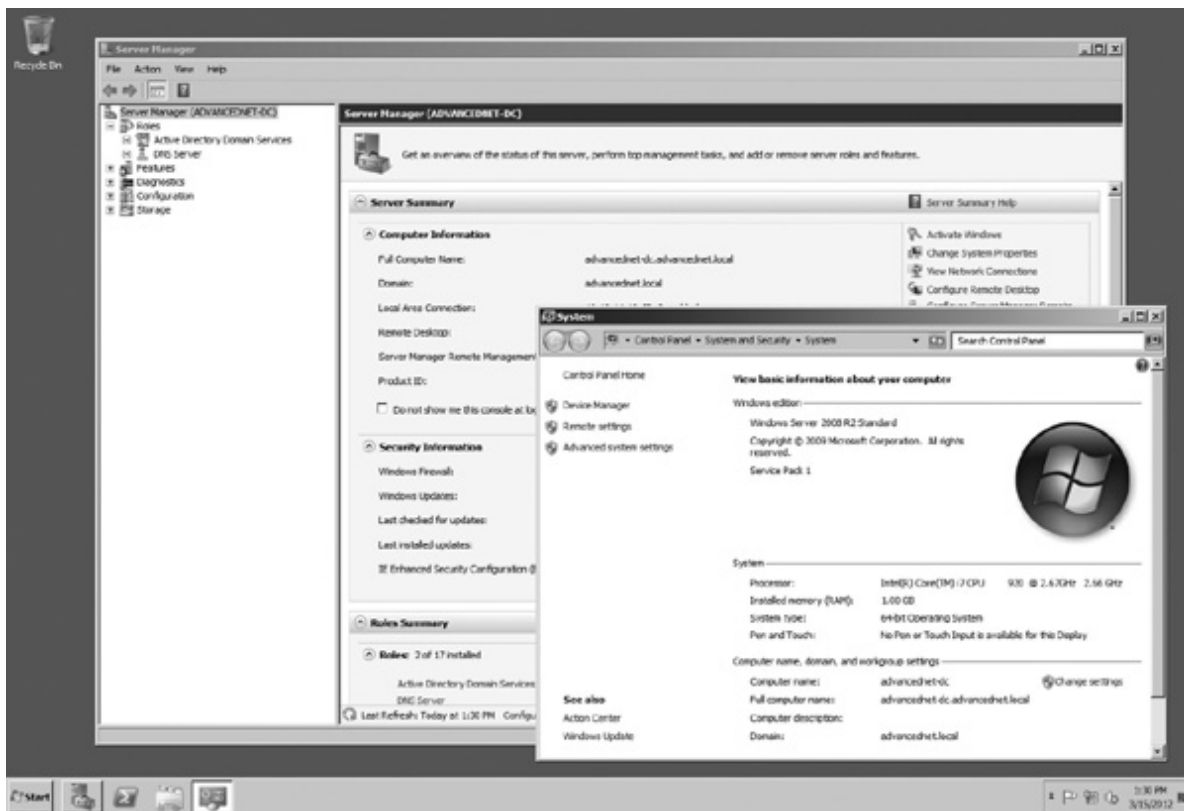 Recycle Bin
Server Manager
File Action View Help
Server Manager (ADVANCEDNET-DC)
Roles
Active Directory Domain Services
DNS Server
Features
Diagnostics
Configuration
Storage
Server Manager (ADVANCEDNET-DC)
Get an overview of the status of this server, perform top management tasks, and add or remove server roles and features.
Server Summary
Server Summary Help
Computer Information
Full Computer Name: advancednet-dc.advancednet.local
Domain: advancednet.local
Local Area Connection:
Remote Desktop:
Server Manager Remote Management
Product ID:
Do not show me this console at
Activate Windows
Change System Properties
View Network Connections
Configure Remote Desktop
Security Information
Windows Firewall:
Windows Updates:
Last checked for updates:
Last installed updates:
IE Enhanced Security Configuration
Roles Summary
Roles: 2 of 17 installed
Active Directory Domain Services
DNS Server
Last Refresh: Today at 1:30 PM
System
Control Panel System and Security System
Search Control Panel
Control Panel Home
Device Manager
Remote settings
Advanced system settings
See also
Action Center
Windows Update
View basic information about your computer
Windows edition
Windows Server 2008 R2 Standard
Copyright © 2009 Microsoft Corporation. All rights
reserved.
Service Pack 1
System
Processor: Intel(R) Core(TM) i7 CPU 920 @ 2.67GHz 2.66 GHz
Installed memory (RAM): 1.00 GB
System type: 64-bit Operating System
Pen and Touch: No Pen or Touch Input is available for this Display
Computer name, domain, and workgroup settings
Computer name: advancednet-dc
Change settings
Full computer name: advancednet-dc.advancednet.local
Computer description:
Domain: advancednet.local
Start
1:30 PM
3/15/2012